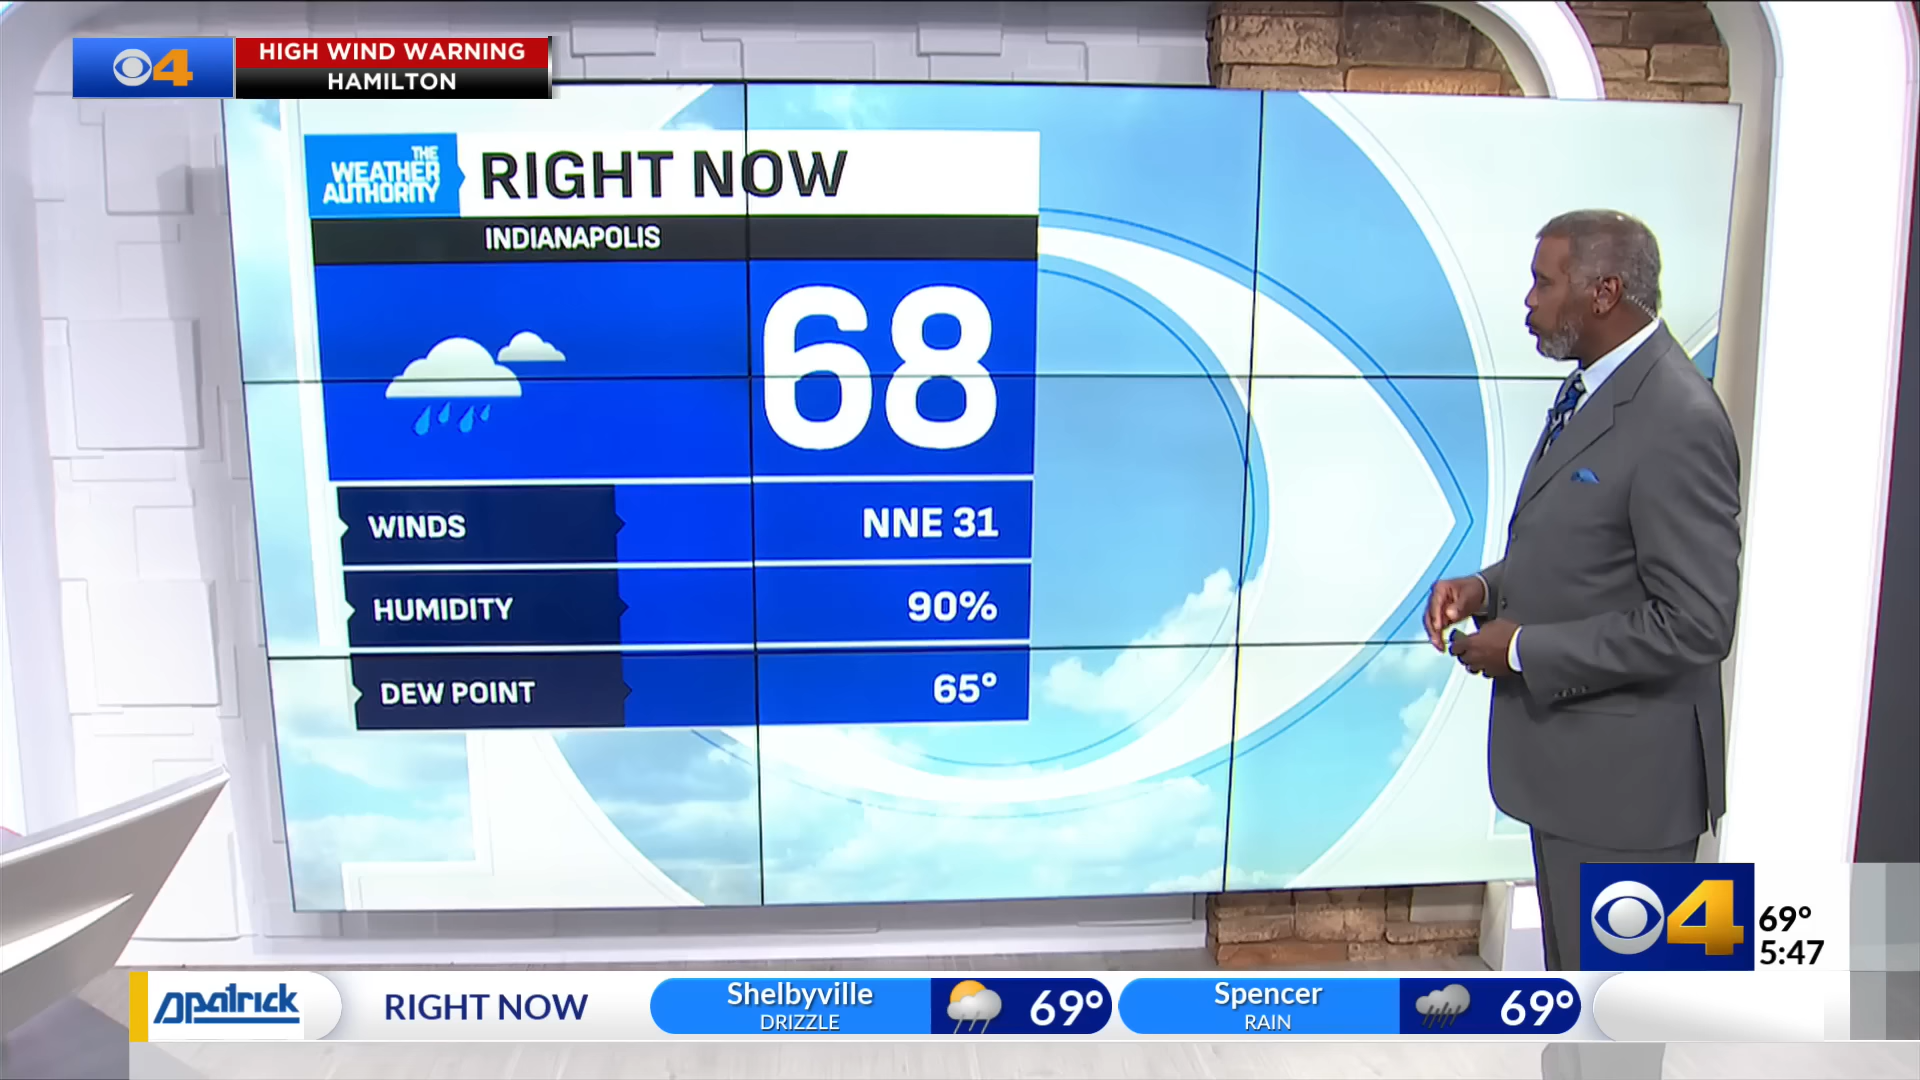 4
HIGH WIND WARNING
HAMILTON
THE
WEATHER
AUTHORITY
RIGHT NOW
INDIANAPOLIS
68
WINDS
NNE 31
HUMIDITY
90%
DEW POINT
65°
4
69°
5:47
patrick
RIGHT NOW
Shelbyville
DRIZZLE
69°
Spencer
RAIN
69°